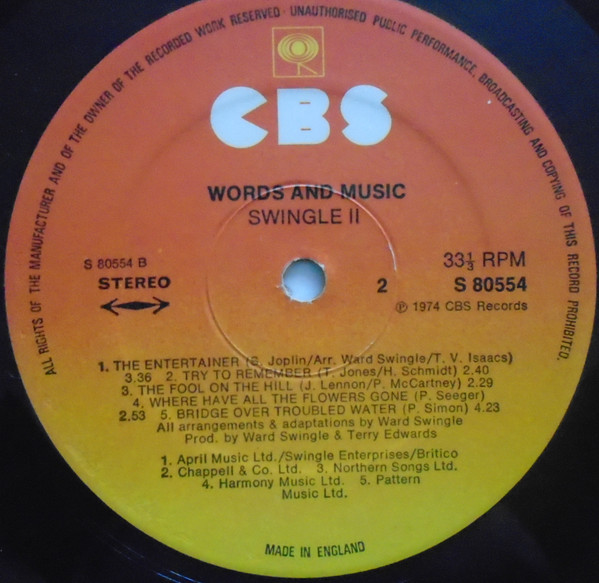 ALL RIGHTS OF THE MANUFACTURER AND OF THE OWNER OF THE RECORDED WORK RESERVED · UNAUTHORISED PUBLIC PERFORMANCE, BROADCASTING AND COPYING OF THIS RECORD PROHIBITED.
CBS
WORDS AND MUSIC
SWINGLE II
S 80554 B
STEREO
33⅓ RPM
2 S 80554
℗ 1974 CBS Records
1. THE ENTERTAINER (S. Joplin/Arr. Ward Swingle/T. V. Isaacs)
3.36 2. TRY TO REMEMBER (T. Jones/H. Schmidt) 2.40
3. THE FOOL ON THE HILL (J. Lennon/P. McCartney) 2.29
4. WHERE HAVE ALL THE FLOWERS GONE (P. Seeger)
2.53 5. BRIDGE OVER TROUBLED WATER (P. Simon) 4.23
All arrangements & adaptations by Ward Swingle
Prod. by Ward Swingle & Terry Edwards
1. April Music Ltd./Swingle Enterprises/Britico
2. Chappell & Co. Ltd. 3. Northern Songs Ltd.
4. Harmony Music Ltd. 5. Pattern
Music Ltd.
MADE IN ENGLAND